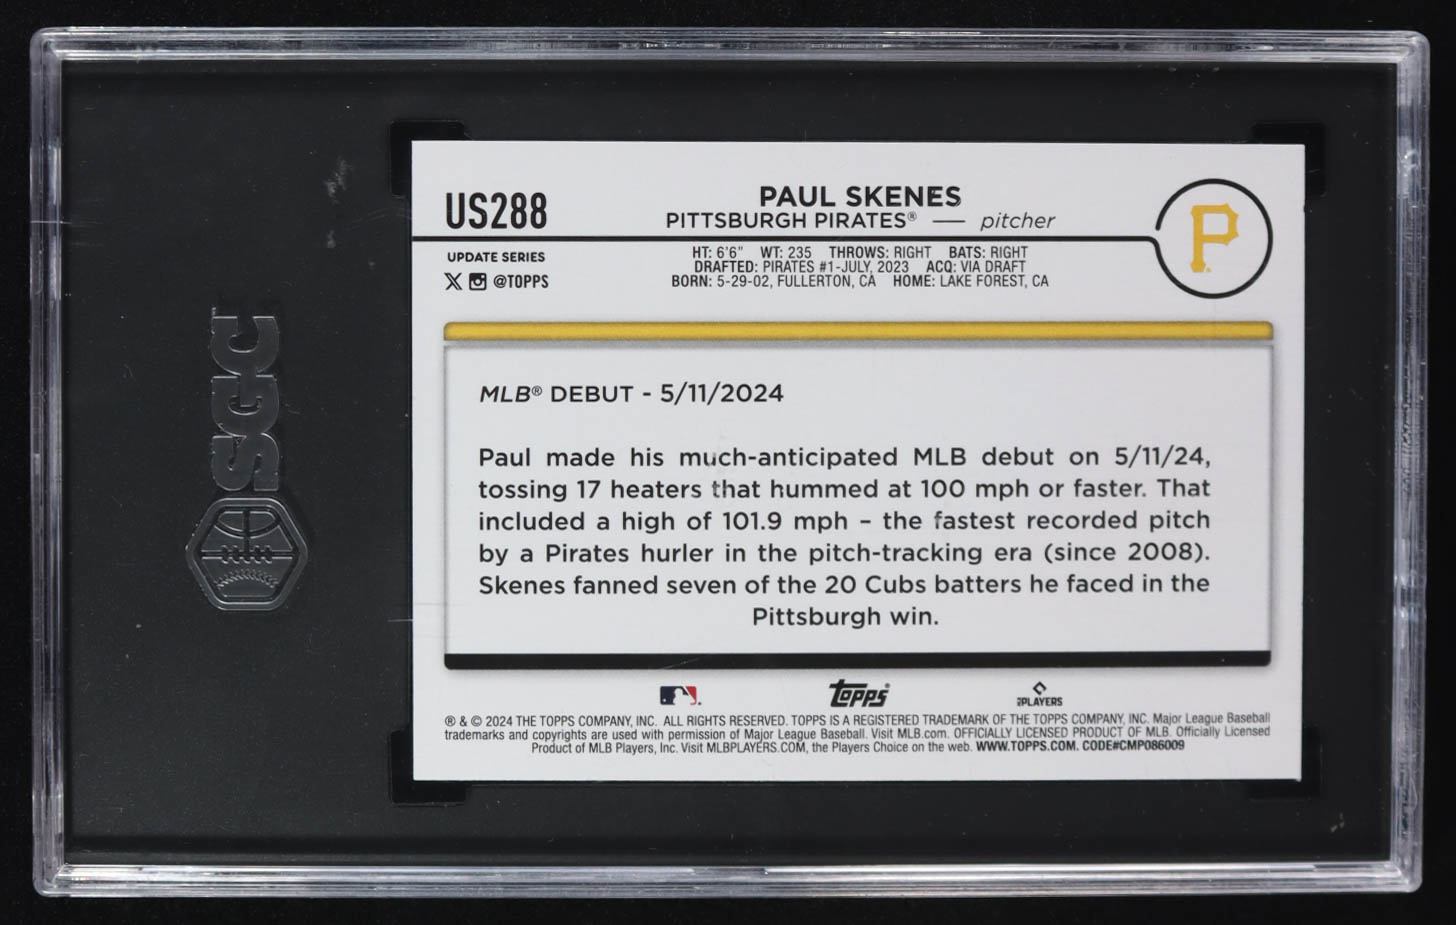 SGC
US288
PAUL SKENES
PITTSBURGH PIRATES® — pitcher
P
UPDATE SERIES
@TOPPS
HT: 6'6" WT: 235 THROWS: RIGHT BATS: RIGHT
DRAFTED: PIRATES #1-JULY, 2023 ACQ: VIA DRAFT
BORN: 5-29-02, FULLERTON, CA HOME: LAKE FOREST, CA
MLB® DEBUT - 5/11/2024
Paul made his much-anticipated MLB debut on 5/11/24,
tossing 17 heaters that hummed at 100 mph or faster. That
included a high of 101.9 mph – the fastest recorded pitch
by a Pirates hurler in the pitch-tracking era (since 2008).
Skenes fanned seven of the 20 Cubs batters he faced in the
Pittsburgh win.
Topps® PLAYERS
® & © 2024 THE TOPPS COMPANY, INC. ALL RIGHTS RESERVED. TOPPS IS A REGISTERED TRADEMARK OF THE TOPPS COMPANY, INC. Major League Baseball
trademarks and copyrights are used with permission of Major League Baseball. Visit MLB.com. OFFICIALLY LICENSED PRODUCT OF MLB. Officially Licensed
Product of MLB Players, Inc. Visit MLBPLAYERS.COM, the Players Choice on the web. WWW.TOPPS.COM. CODE#CMP086009